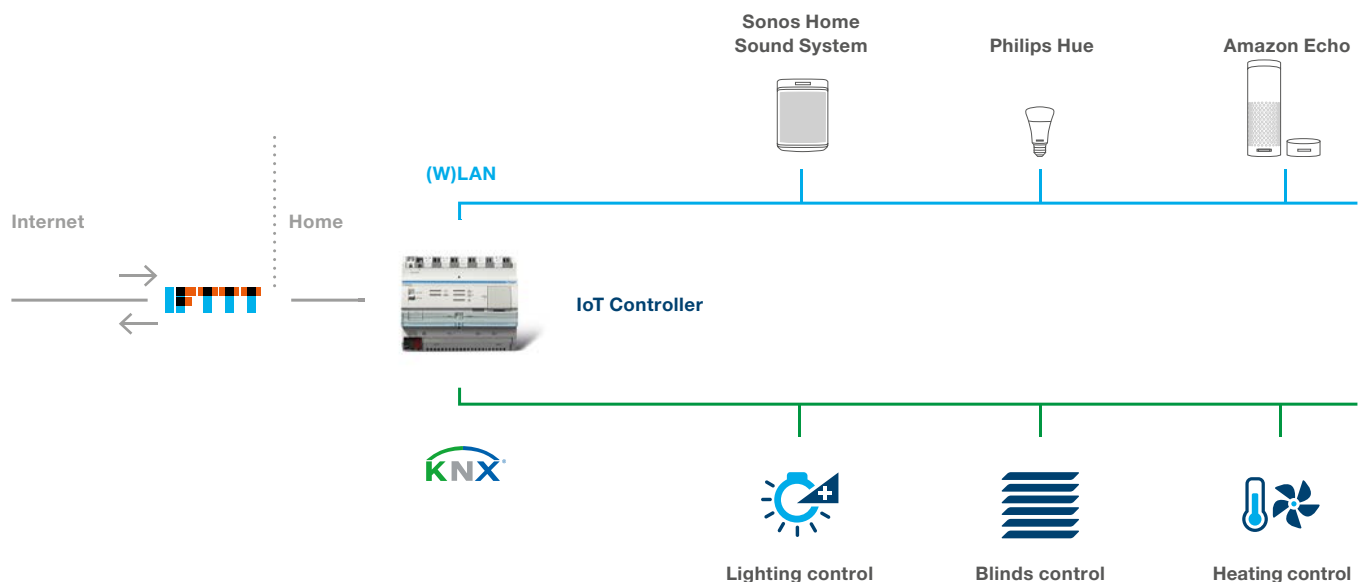 Sonos Home
Sound System
Philips Hue
Amazon Echo
(W)LAN
Internet
Home
IFTTT
IoT Controller
KNX®
Lighting control
Blinds control
Heating control